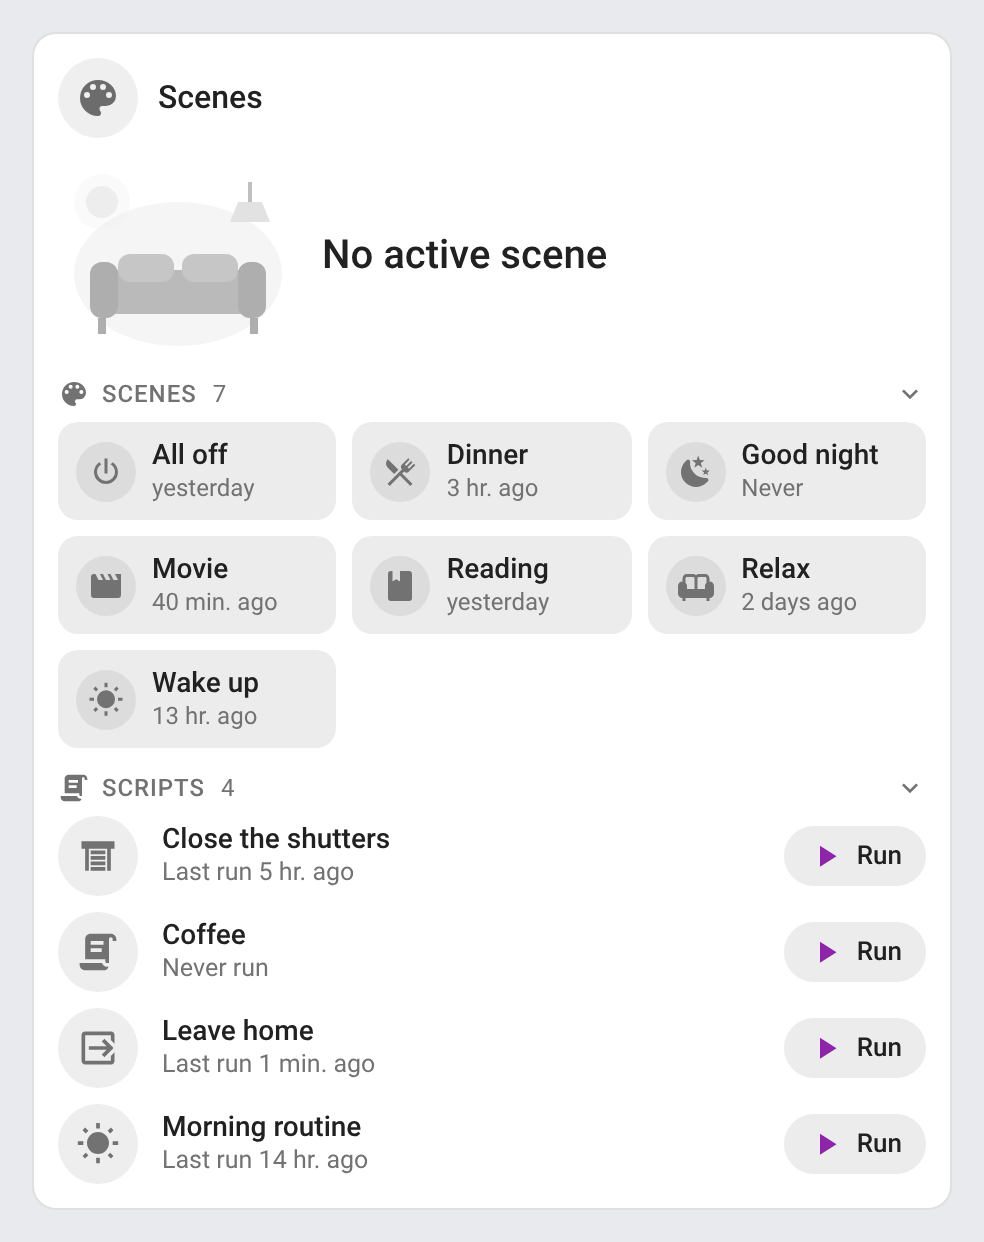 Scenes
No active scene
SCENES 7
All off
yesterday
Dinner
3 hr. ago
Good night
Never
Movie
40 min. ago
Reading
yesterday
Relax
2 days ago
Wake up
13 hr. ago
SCRIPTS 4
Close the shutters
Last run 5 hr. ago
Run
Coffee
Never run
Run
Leave home
Last run 1 min. ago
Run
Morning routine
Last run 14 hr. ago
Run